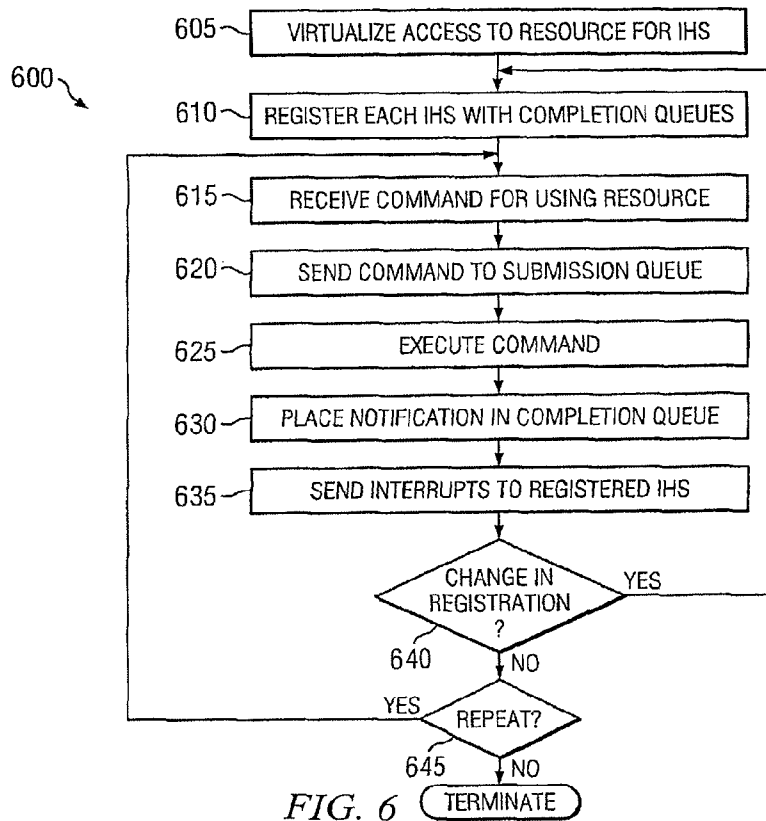 605 VIRTUALIZE ACCESS TO RESOURCE FOR IHS
600
610 REGISTER EACH IHS WITH COMPLETION QUEUES
615 RECEIVE COMMAND FOR USING RESOURCE
620 SEND COMMAND TO SUBMISSION QUEUE
625 EXECUTE COMMAND
630 PLACE NOTIFICATION IN COMPLETION QUEUE
635 SEND INTERRUPTS TO REGISTERED IHS
CHANGE IN
REGISTRATION
?
YES
640
NO
YES
REPEAT?
645
NO
FIG. 6
TERMINATE